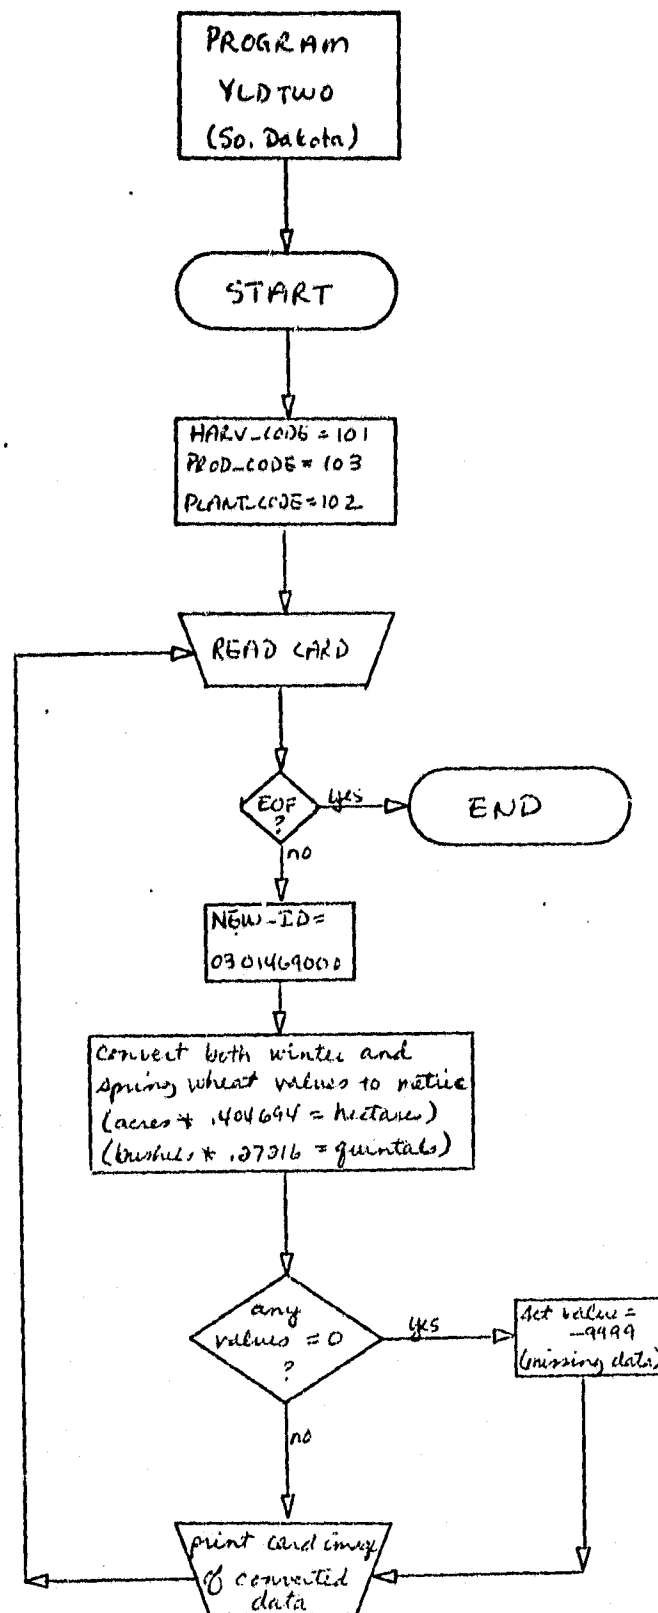 PROGRAM
YLDTWO
(So. Dakota)
START
HARV_CODE = 101
PROD_CODE = 103
PLANT_CODE = 102
READ CARD
EOF
?
yes
END
no
NEW_ID =
0301469000
Convert both winter and
spring wheat values to metric
(acres * .404694 = hectares)
(bushels * .27216 = quintals)
any
values = 0
?
yes
set value =
-9999
(missing data)
no
print card image
of converted
data